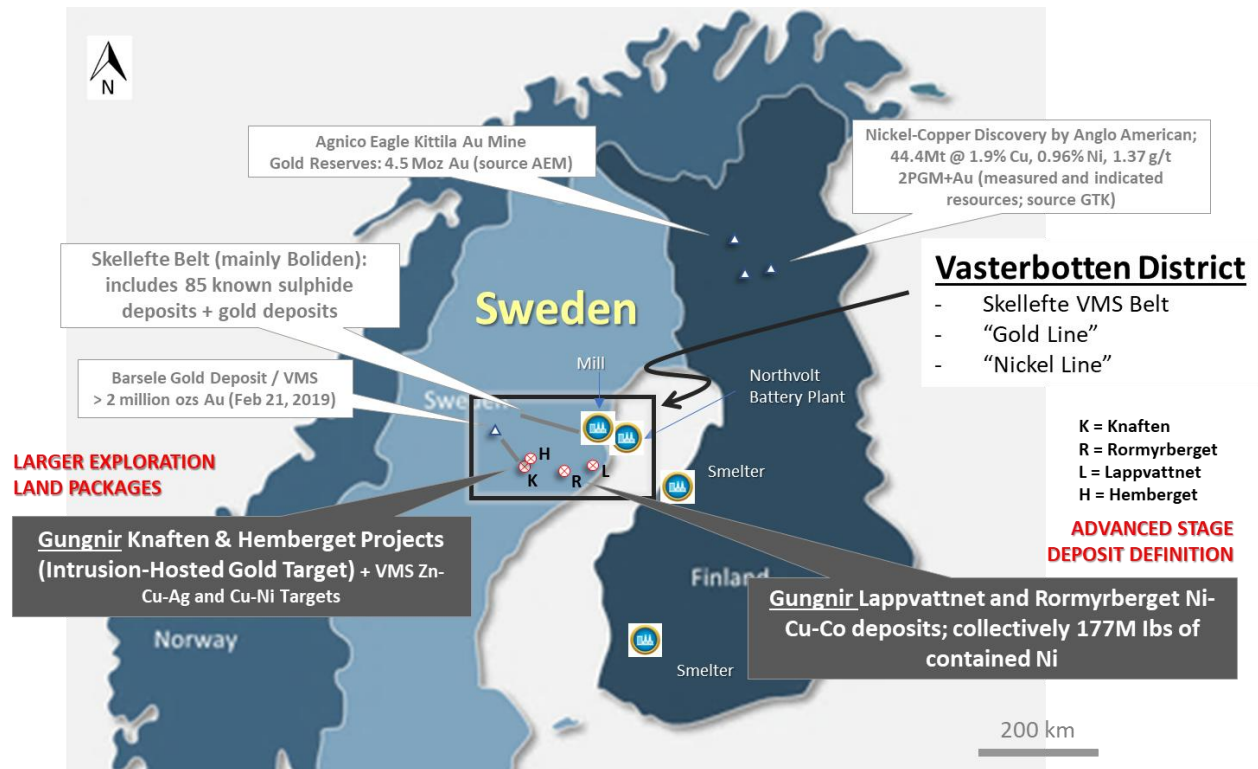 N
Agnico Eagle Kittila Au Mine
Gold Reserves: 4.5 Moz Au (source AEM)
Nickel-Copper Discovery by Anglo American;
44.4Mt @ 1.9% Cu, 0.96% Ni, 1.37 g/t
2PGM+Au (measured and indicated
resources; source GTK)
Skellefte Belt (mainly Boliden):
includes 85 known sulphide
deposits + gold deposits
Vasterbotten District
- Skellefte VMS Belt
- “Gold Line”
- “Nickel Line”
Sweden
Mill
Northvolt
Battery Plant
Barsele Gold Deposit / VMS
> 2 million ozs Au (Feb 21, 2019)
Sweden
H
K
R
L
K = Knaften
R = Rormyrberget
L = Lappvattnet
H = Hemberget
LARGER EXPLORATION
LAND PACKAGES
Smelter
ADVANCED STAGE
DEPOSIT DEFINITION
Gungnir Knaften & Hemberget Projects
(Intrusion-Hosted Gold Target) + VMS Zn-
Cu-Ag and Cu-Ni Targets
Finland
Gungnir Lappvattnet and Rormyrberget Ni-
Cu-Co deposits; collectively 177M lbs of
contained Ni
Norway
Smelter
200 km